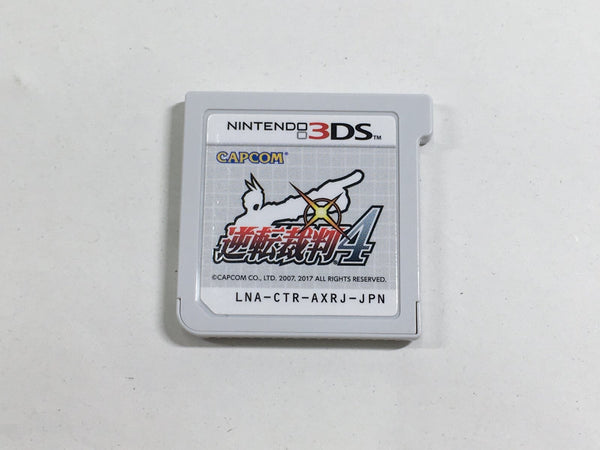 NINTENDO 3DS™
CAPCOM®
逆転裁判4
©CAPCOM CO., LTD. 2007, 2017 ALL RIGHTS RESERVED.
LNA-CTR-AXRJ-JPN